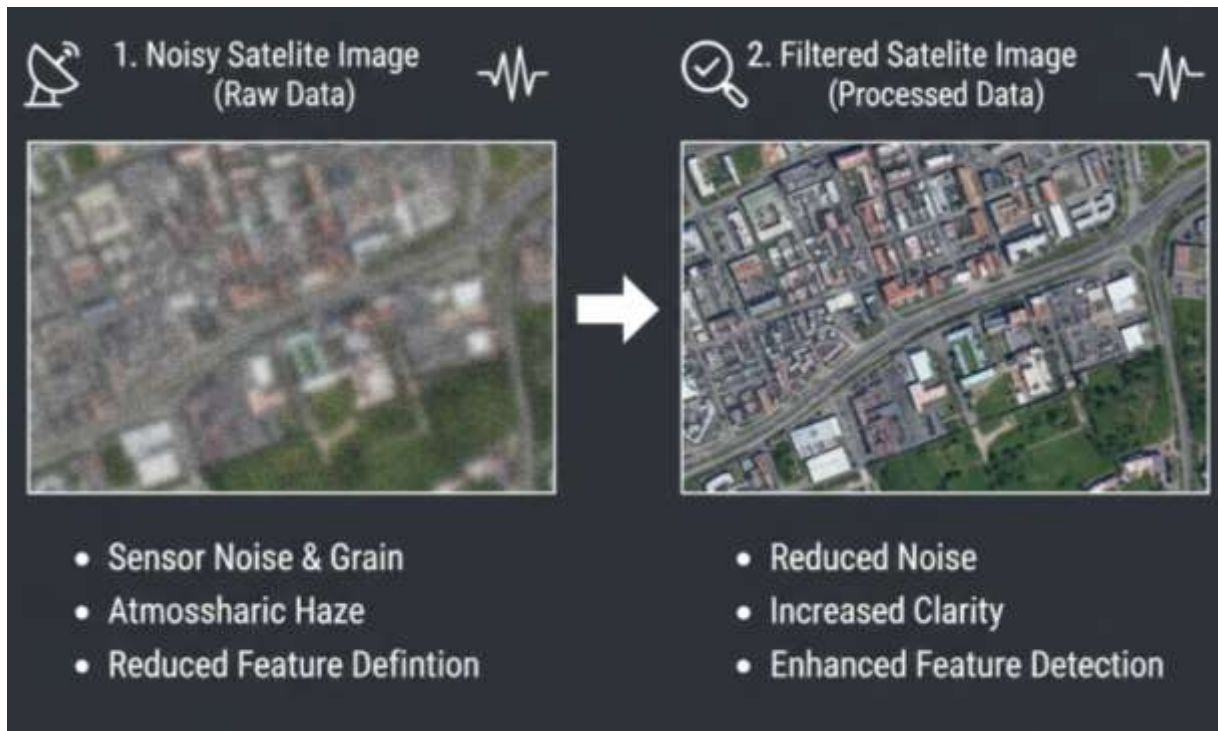 1. Noisy Satelite Image
(Raw Data)
2. Filtered Satelite Image
(Processed Data)
• Sensor Noise & Grain
• Atmossharic Haze
• Reduced Feature Defintion
• Reduced Noise
• Increased Clarity
• Enhanced Feature Detection